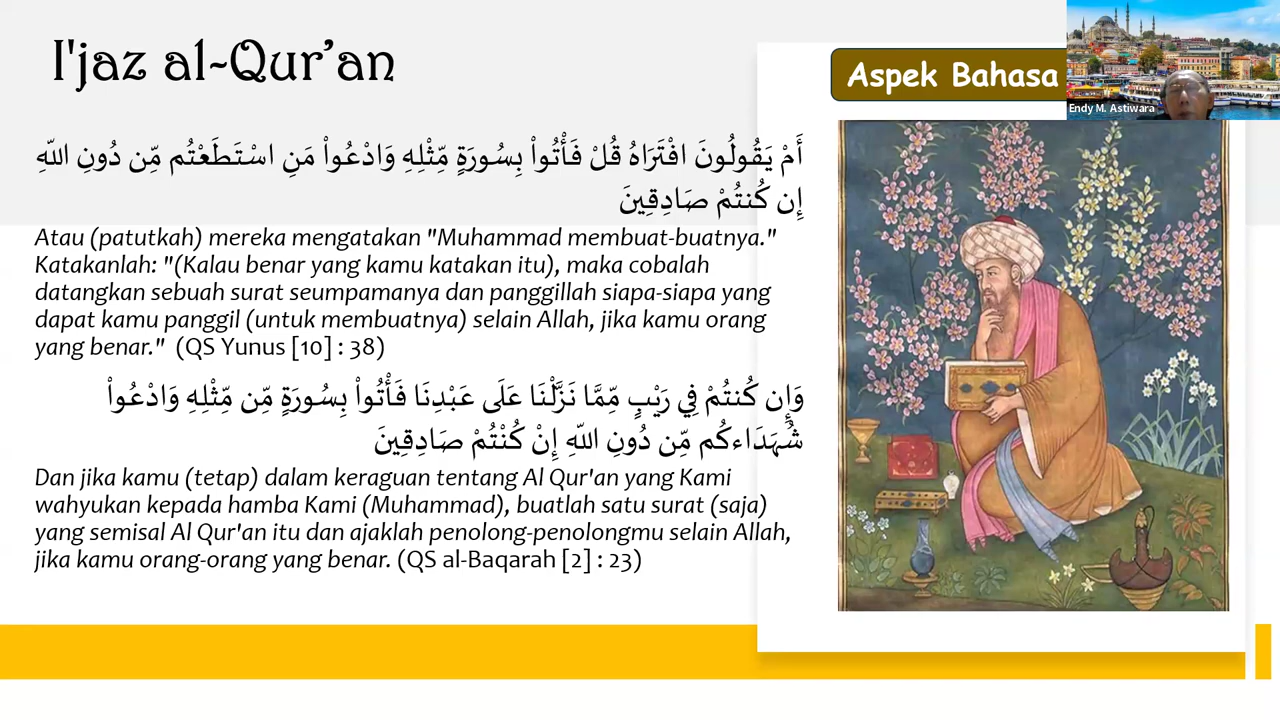 I'jaz al-Qur’an
Aspek Bahasa
Endy M. Astiwara
أَمْ يَقُولُونَ افْتَرَاهُ قُلْ فَأْتُواْ بِسُورَةٍ مِّثْلِهِ وَادْعُواْ مَنِ اسْتَطَعْتُم مِّن دُونِ اللّهِ
إِن كُنتُمْ صَادِقِينَ
Atau (patutkah) mereka mengatakan "Muhammad membuat-buatnya."
Katakanlah: "(Kalau benar yang kamu katakan itu), maka cobalah
datangkan sebuah surat seumpamanya dan panggillah siapa-siapa yang
dapat kamu panggil (untuk membuatnya) selain Allah, jika kamu orang
yang benar." (QS Yunus [10] : 38)
وَإِن كُنتُمْ فِي رَيْبٍ مِّمَّا نَزَّلْنَا عَلَى عَبْدِنَا فَأْتُواْ بِسُورَةٍ مِّن مِّثْلِهِ وَادْعُواْ
شُهَدَاءكُم مِّن دُونِ اللّهِ إِنْ كُنْتُمْ صَادِقِينَ
Dan jika kamu (tetap) dalam keraguan tentang Al Qur'an yang Kami
wahyukan kepada hamba Kami (Muhammad), buatlah satu surat (saja)
yang semisal Al Qur'an itu dan ajaklah penolong-penolongmu selain Allah,
jika kamu orang-orang yang benar. (QS al-Baqarah [2] : 23)